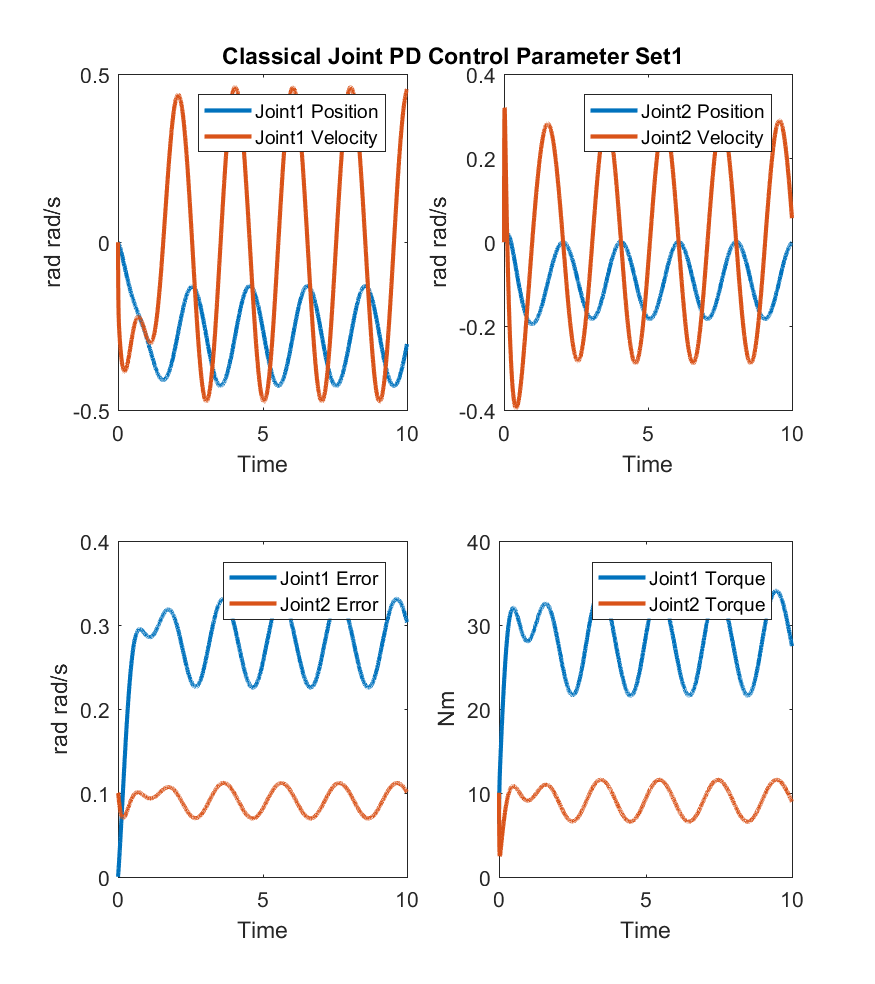 Classical Joint PD Control Parameter Set1
0.5
0
-0.5
rad rad/s
Joint1 Position
Joint1 Velocity
0 5 10
Time
0.4
0.2
0
-0.2
-0.4
rad rad/s
Joint2 Position
Joint2 Velocity
0 5 10
Time
0.4
0.3
0.2
0.1
0
rad rad/s
Joint1 Error
Joint2 Error
0 5 10
Time
40
30
20
10
0
Nm
Joint1 Torque
Joint2 Torque
0 5 10
Time